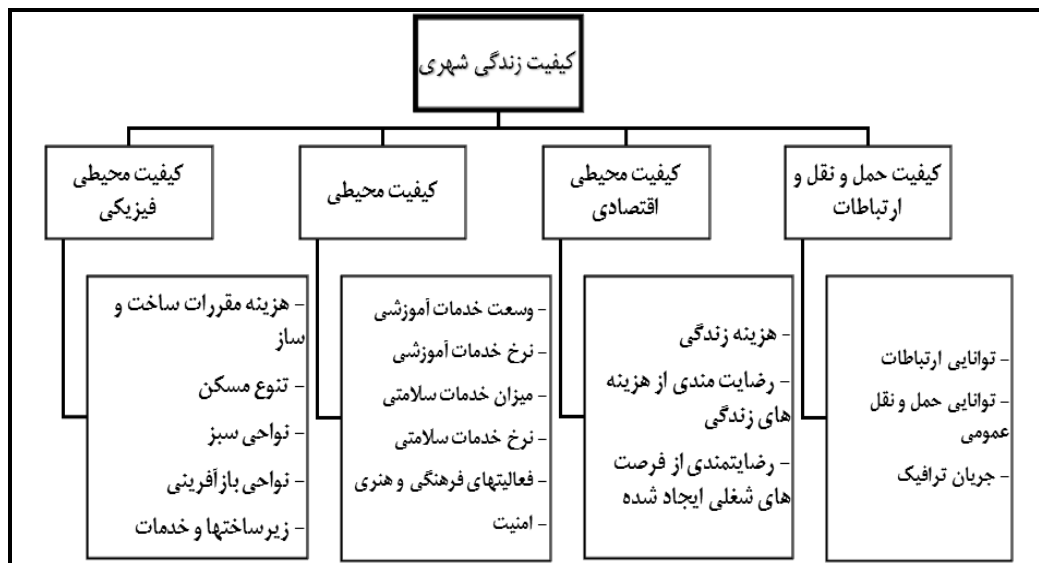 کیفیت زندگی شهری
کیفیت حمل و نقل و
ارتباطات
- توانایی ارتباطات
- توانایی حمل و نقل
عمومی
- جریان ترافیک
کیفیت محیطی
اقتصادی
- هزینه زندگی
- رضایت مندی از هزینه
های زندگی
- رضایتمندی از فرصت
های شغلی ایجاد شده
کیفیت محیطی
- وسعت خدمات آموزشی
- نرخ خدمات آموزشی
- میزان خدمات سلامتی
- نرخ خدمات سلامتی
- فعالیتهای فرهنگی و هنری
- امنیت
کیفیت محیطی
فیزیکی
- هزینه مقررات ساخت و
ساز
- تنوع مسکن
- نواحی سبز
- نواحی بازآفرینی
- زیرساختها و خدمات